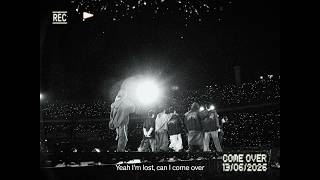 REC
COME OVER
13/06/2026
Yeah I'm lost, can I come over